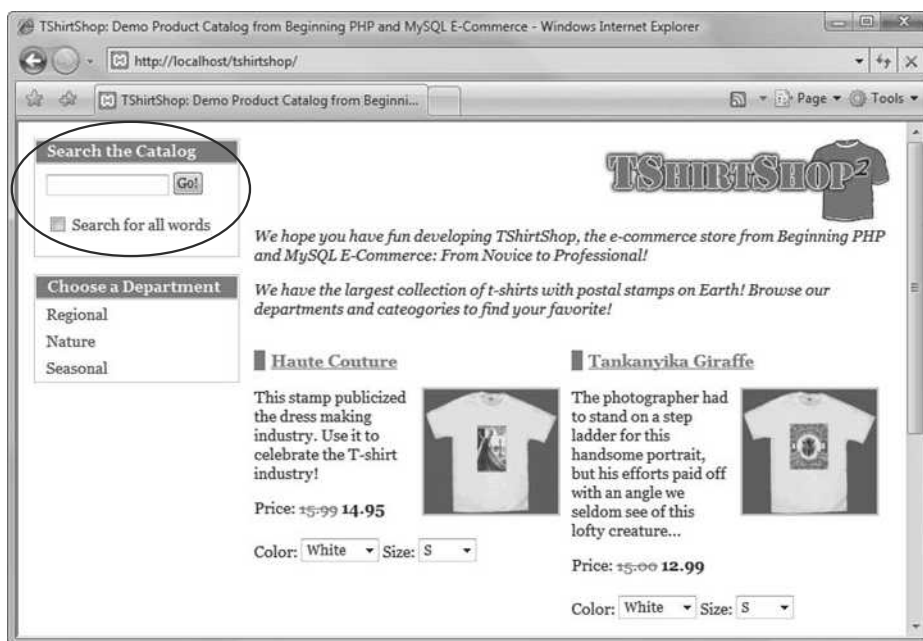 TShirtShop: Demo Product Catalog from Beginning PHP and MySQL E-Commerce - Windows Internet Explorer
http://localhost/tshirtshop/
TShirtShop: Demo Product Catalog from Beginni...
Page
Tools
Search the Catalog
Go!
Search for all words
Choose a Department
Regional
Nature
Seasonal
TSHIRTSHOP2
We hope you have fun developing TShirtShop, the e-commerce store from Beginning PHP
and MySQL E-Commerce: From Novice to Professional!
We have the largest collection of t-shirts with postal stamps on Earth! Browse our
departments and cateogories to find your favorite!
Haute Couture
This stamp publicized
the dress making
industry. Use it to
celebrate the T-shirt
industry!
Price: 15.99 14.95
Color: White Size: S
Tankanyika Giraffe
The photographer had
to stand on a step
ladder for this
handsome portrait,
but his efforts paid off
with an angle we
seldom see of this
lofty creature...
Price: 15.00 12.99
Color: White Size: S